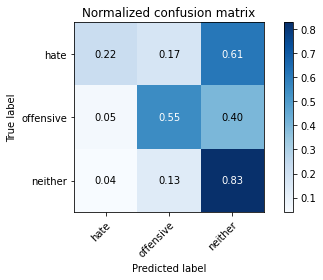 Normalized confusion matrix
True label
hate 0.22 0.17 0.61
offensive 0.05 0.55 0.40
neither 0.04 0.13 0.83
hate offensive neither
Predicted label
0.8
0.7
0.6
0.5
0.4
0.3
0.2
0.1